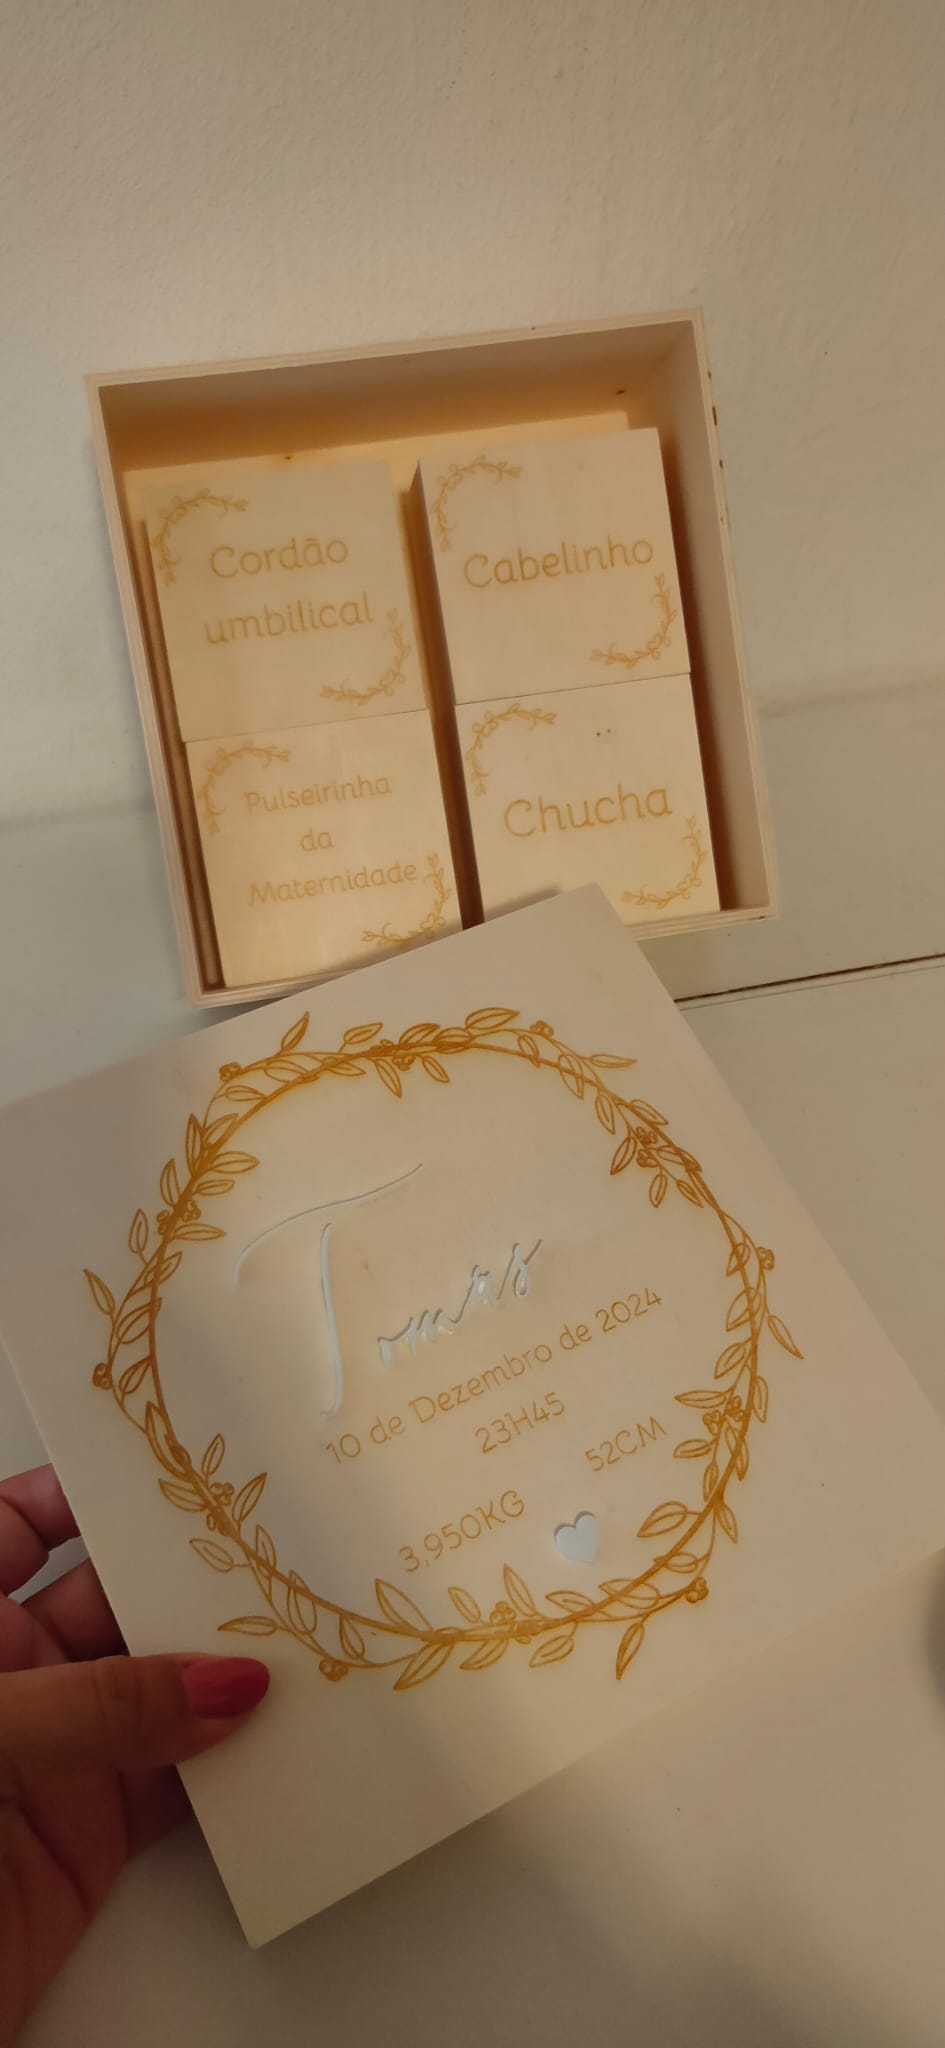 Cordão
umbilical
Cabelinho
Pulseirinha
da
Maternidade
Chucha
Tomás
10 de Dezembro de 2024
23H45
3,950KG
52CM